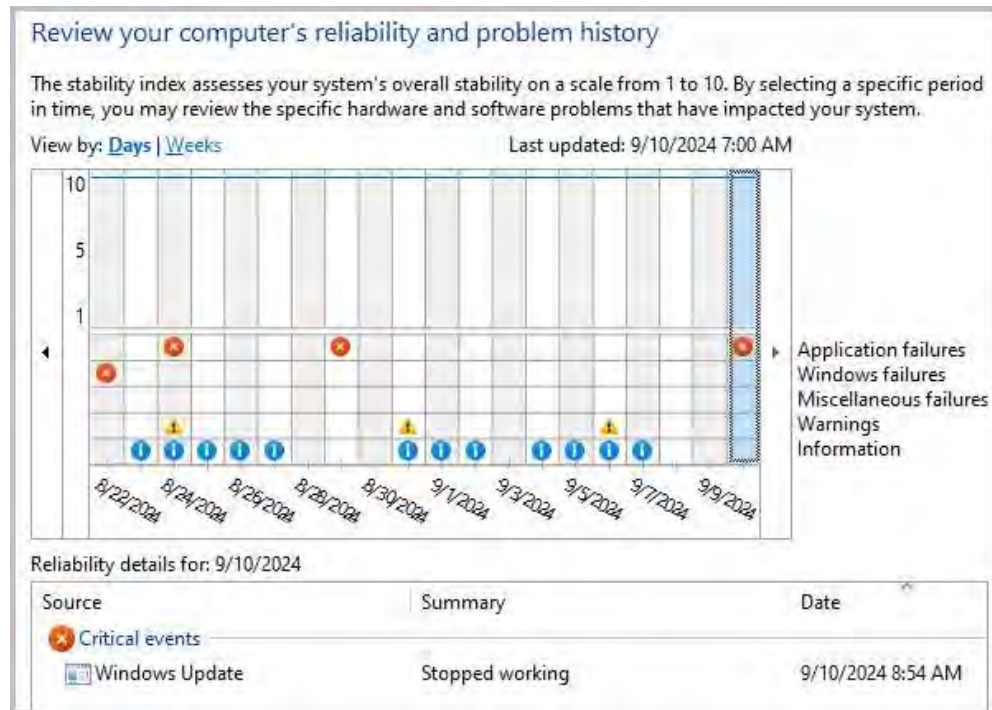 Review your computer's reliability and problem history
The stability index assesses your system's overall stability on a scale from 1 to 10. By selecting a specific period
in time, you may review the specific hardware and software problems that have impacted your system.
View by: Days | Weeks
Last updated: 9/10/2024 7:00 AM
10
5
1
Application failures
Windows failures
Miscellaneous failures
Warnings
Information
8/22/2024
8/24/2024
8/26/2024
8/28/2024
8/30/2024
9/1/2024
9/3/2024
9/5/2024
9/7/2024
9/9/2024
Reliability details for: 9/10/2024
Source Summary Date
Critical events
Windows Update Stopped working 9/10/2024 8:54 AM